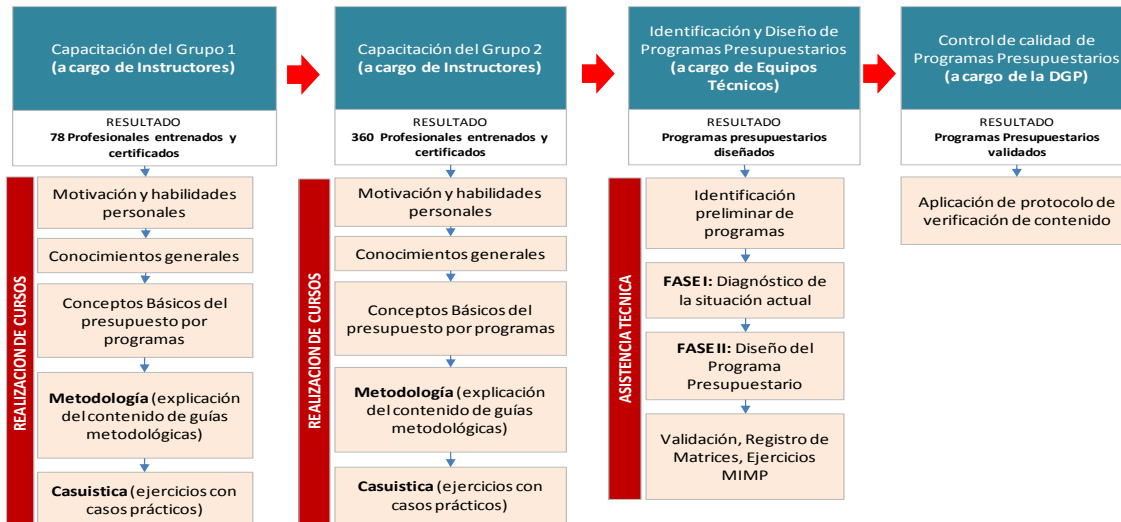 Capacitación del Grupo 1
(a cargo de Instructores)
RESULTADO
78 Profesionales entrenados y
certificados
REALIZACION DE CURSOS
Motivación y habilidades
personales
Conocimientos generales
Conceptos Básicos del
presupuesto por
programas
Metodología (explicación
del contenido de guías
metodológicas)
Casuistica (ejercicios con
casos prácticos)
Capacitación del Grupo 2
(a cargo de Instructores)
RESULTADO
360 Profesionales entrenados y
certificados
REALIZACION DE CURSOS
Motivación y habilidades
personales
Conocimientos generales
Conceptos Básicos del
presupuesto por programas
Metodología (explicación
del contenido de guías
metodológicas)
Casuistica (ejercicios con
casos prácticos)
Identificación y Diseño de
Programas Presupuestarios
(a cargo de Equipos
Técnicos)
RESULTADO
Programas presupuestarios
diseñados
ASISTENCIA TECNICA
Identificación
preliminar de
programas
FASE I: Diagnóstico de
la situación actual
FASE II: Diseño del
Programa
Presupuestario
Validación, Registro de
Matrices, Ejercicios
MIMP
Control de calidad de
Programas Presupuestarios
(a cargo de la DGP)
RESULTADO
Programas Presupuestarios
validados
Aplicación de protocolo de
verificación de contenido